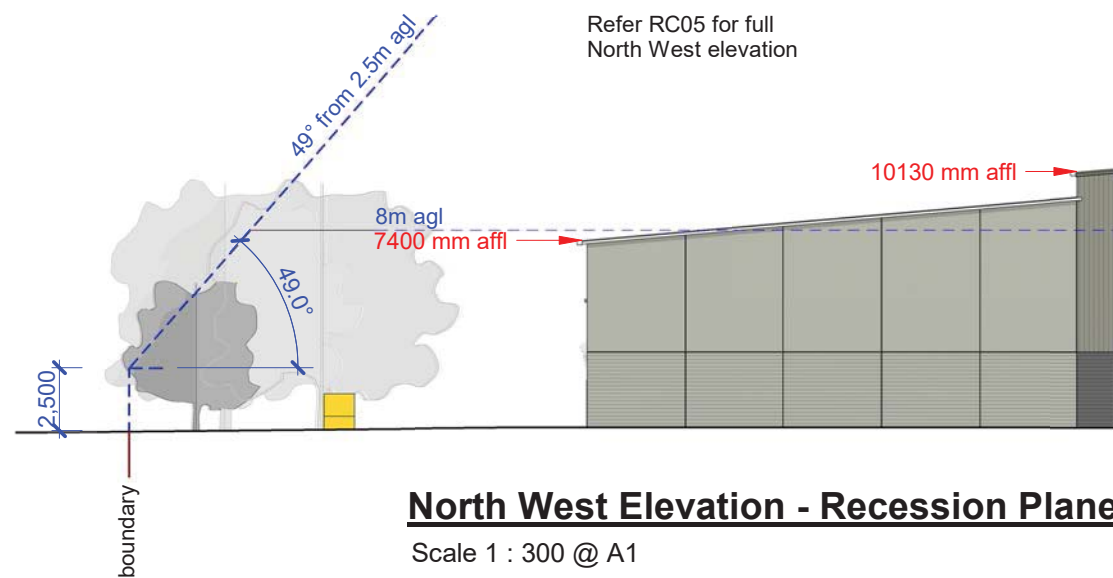 Refer RC05 for full
North West elevation
49° from 2.5m agl
10130 mm affl
8m agl
7400 mm affl
49.0°
2,500
boundary
North West Elevation - Recession Plane
Scale 1 : 300 @ A1